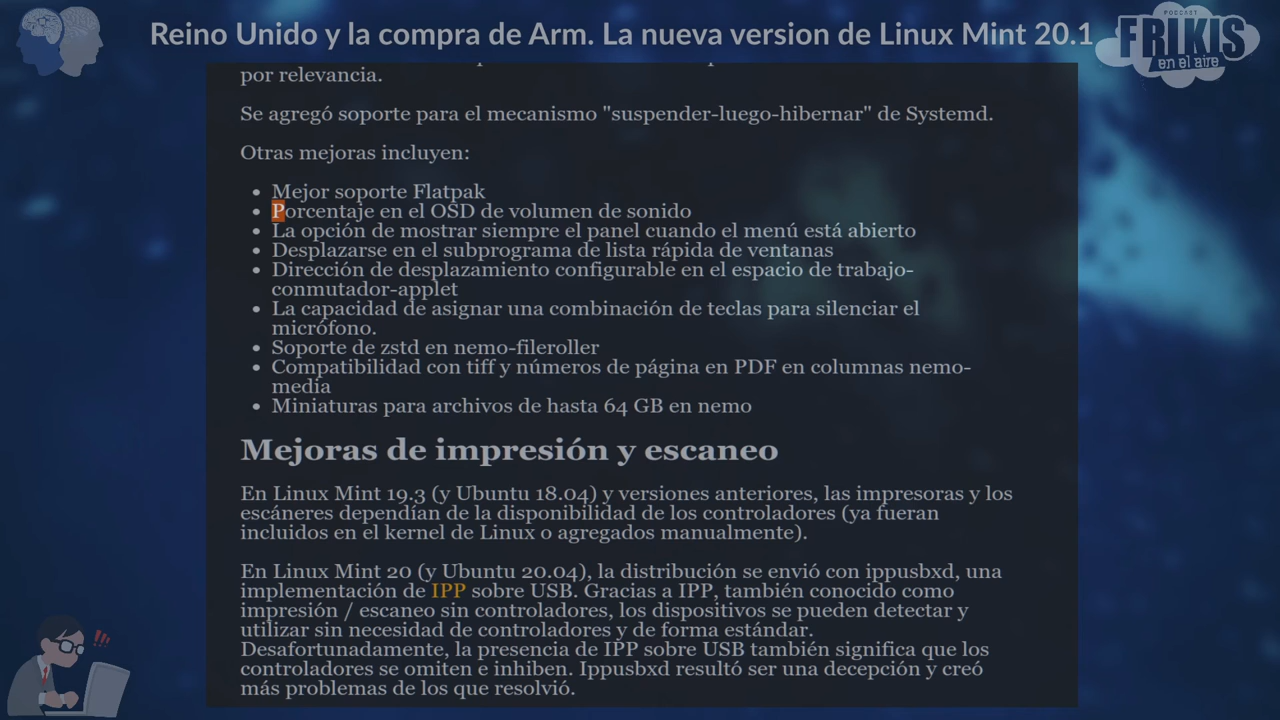 Reino Unido y la compra de Arm. La nueva version de Linux Mint 20.1
PODCAST
FRIKIS
en el aire
por relevancia.
Se agregó soporte para el mecanismo "suspender-luego-hibernar" de Systemd.
Otras mejoras incluyen:
• Mejor soporte Flatpak
• Porcentaje en el OSD de volumen de sonido
• La opción de mostrar siempre el panel cuando el menú está abierto
• Desplazarse en el subprograma de lista rápida de ventanas
• Dirección de desplazamiento configurable en el espacio de trabajo-
conmutador-applet
• La capacidad de asignar una combinación de teclas para silenciar el
micrófono.
• Soporte de zstd en nemo-fileroller
• Compatibilidad con tiff y números de página en PDF en columnas nemo-
media
• Miniaturas para archivos de hasta 64 GB en nemo
Mejoras de impresión y escaneo
En Linux Mint 19.3 (y Ubuntu 18.04) y versiones anteriores, las impresoras y los
escáneres dependían de la disponibilidad de los controladores (ya fueran
incluidos en el kernel de Linux o agregados manualmente).
En Linux Mint 20 (y Ubuntu 20.04), la distribución se envió con ippusbxd, una
implementación de IPP sobre USB. Gracias a IPP, también conocido como
impresión / escaneo sin controladores, los dispositivos se pueden detectar y
utilizar sin necesidad de controladores y de forma estándar.
Desafortunadamente, la presencia de IPP sobre USB también significa que los
controladores se omiten e inhiben. Ippusbxd resultó ser una decepción y creó
más problemas de los que resolvió.
!!!